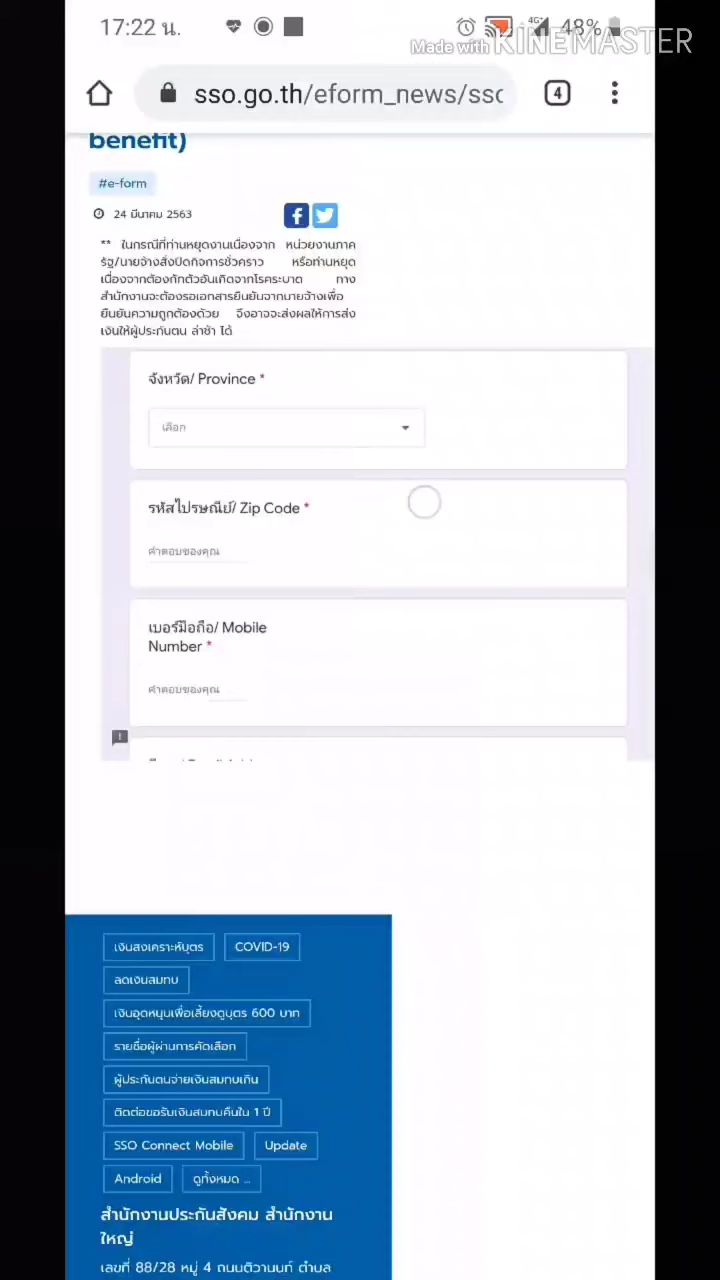 17:22 น.
4G+
48%
Made with KINEMASTER
sso.go.th/eform_news/sso
4
benefit)
#e-form
24 มีนาคม 2563
** ในกรณีที่ท่านหยุดงานเนื่องจาก หน่วยงานภาค
รัฐ/นายจ้างสั่งปิดกิจการชั่วคราว หรือท่านหยุด
เนื่องจากต้องกักตัวอันเกิดจากโรคระบาด ทาง
สำนักงานจะต้องรอเอกสารยืนยันจากนายจ้างเพื่อ
ยืนยันความถูกต้องด้วย จึงอาจจะส่งผลให้การส่ง
เงินให้ผู้ประกันตน ล่าช้า ได้
จังหวัด/ Province *
เลือก
รหัสไปรษณีย์/ Zip Code *
คำตอบของคุณ
เบอร์มือถือ/ Mobile
Number *
คำตอบของคุณ
เงินสงเคราะห์บุตร
COVID-19
ลดเงินสมทบ
เงินอุดหนุนเพื่อเลี้ยงดูบุตร 600 บาท
รายชื่อผู้ผ่านการคัดเลือก
ผู้ประกันตนจ่ายเงินสมทบเกิน
ติดต่อขอรับเงินสมทบคืนใน 1 ปี
SSO Connect Mobile
Update
Android
ดูทั้งหมด ...
สำนักงานประกันสังคม สำนักงาน
ใหญ่
เลขที่ 88/28 หมู่ 4 ถนนติวานนท์ ตำบล